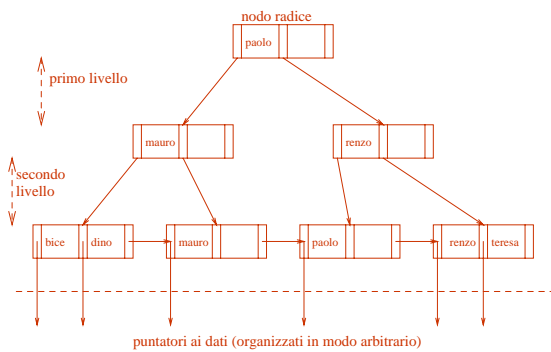 nodo radice
paolo
primo livello
mauro
renzo
secondo
livello
bice dino mauro paolo renzo teresa
puntatori ai dati (organizzati in modo arbitrario)